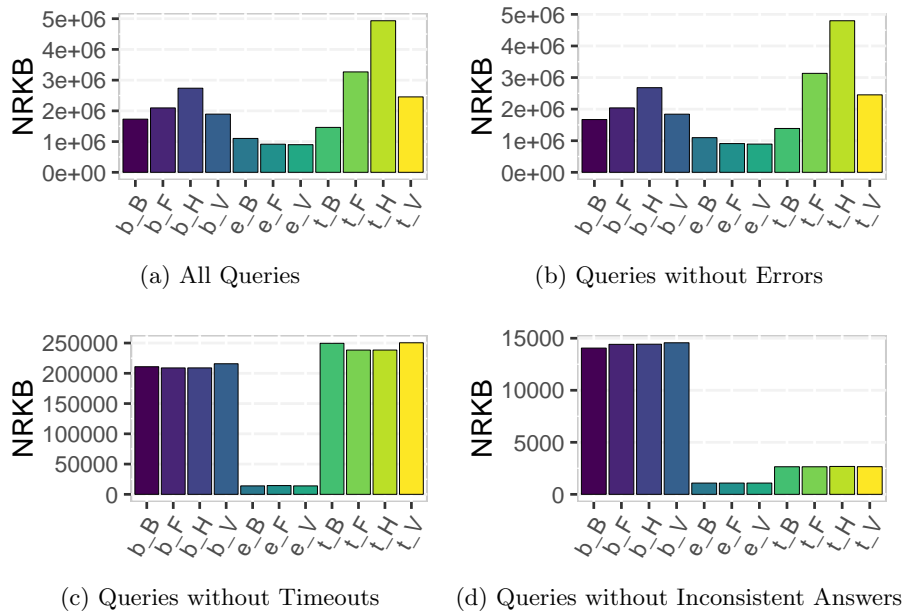 NRKB
5e+06
4e+06
3e+06
2e+06
1e+06
0e+00
b_B b_F b_H b_V e_B e_F e_V t_B t_F t_H t_V
(a) All Queries
NRKB
5e+06
4e+06
3e+06
2e+06
1e+06
0e+00
b_B b_F b_H b_V e_B e_F e_V t_B t_F t_H t_V
(b) Queries without Errors
NRKB
250000
200000
150000
100000
50000
0
b_B b_F b_H b_V e_B e_F e_V t_B t_F t_H t_V
(c) Queries without Timeouts
NRKB
15000
10000
5000
0
b_B b_F b_H b_V e_B e_F e_V t_B t_F t_H t_V
(d) Queries without Inconsistent Answers